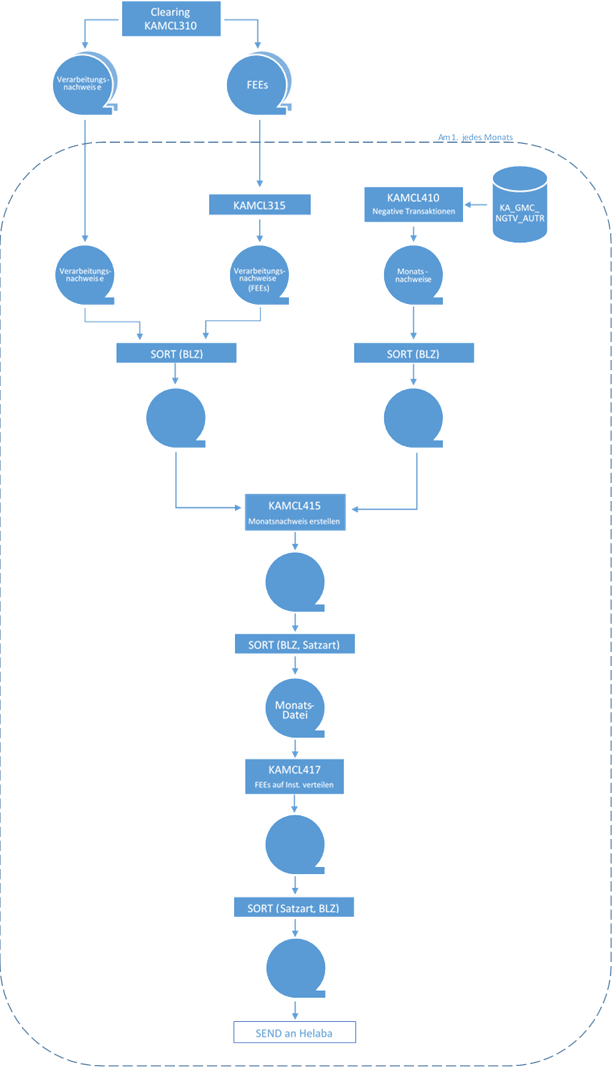 Clearing
KAMCL310
Verarbeitungs-
nachweise
FEEs
Am 1. jedes Monats
KAMCL315
KAMCL410
Negative Transaktionen
KA_GMC_
NGTV_AUTR
Verarbeitungs-
nachweise
Verarbeitungs-
nachweise
(FEEs)
Monats-
nachweise
SORT (BLZ)
SORT (BLZ)
KAMCL415
Monatsnachweis erstellen
SORT (BLZ, Satzart)
Monats-
Datei
KAMCL417
FEEs auf Inst. verteilen
SORT (Satzart, BLZ)
SEND an Helaba